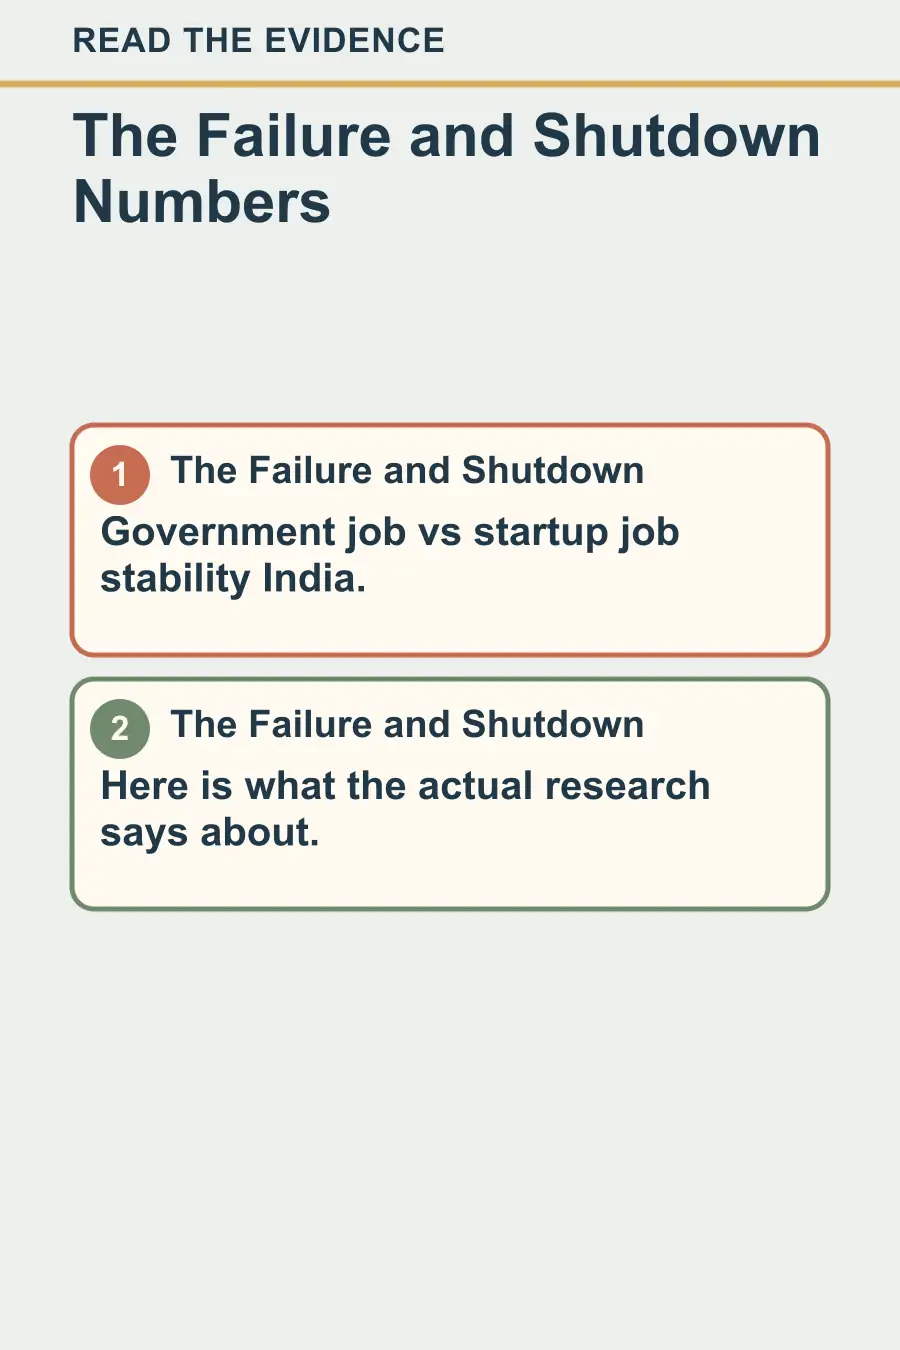 READ THE EVIDENCE
The Failure and Shutdown
Numbers
1 The Failure and Shutdown
Government job vs startup job
stability India.
2 The Failure and Shutdown
Here is what the actual research
says about.